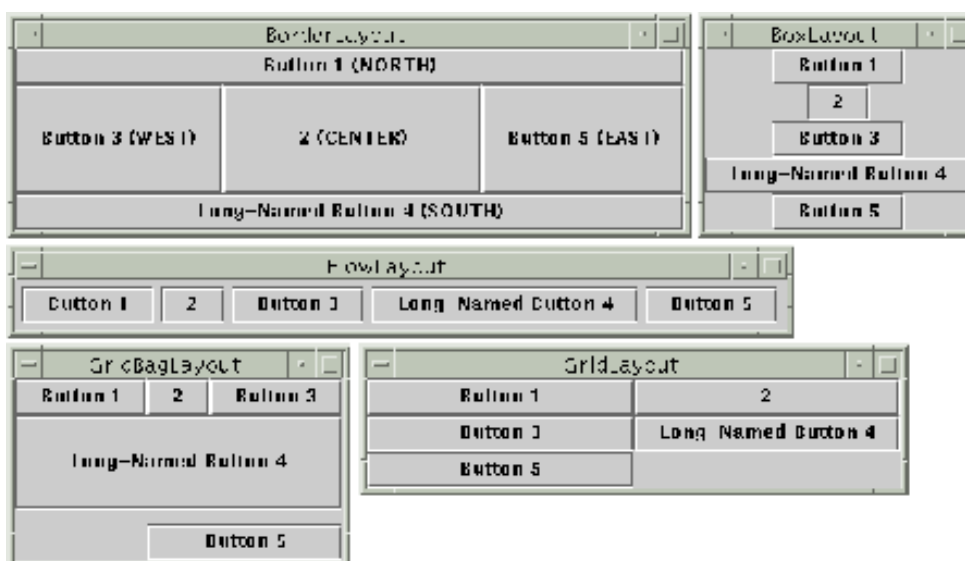 BorderLayout
Button 1 (NORTH)
Button 3 (WEST) 2 (CENTER) Button 5 (EAST)
Long-Named Button 4 (SOUTH)
BoxLayout
Button 1
2
Button 3
Long-Named Button 4
Button 5
FlowLayout
Button 1 2 Button 3 Long-Named Button 4 Button 5
GridBagLayout
Button 1 2 Button 3
Long-Named Button 4
Button 5
GridLayout
Button 1 2
Button 3 Long-Named Button 4
Button 5